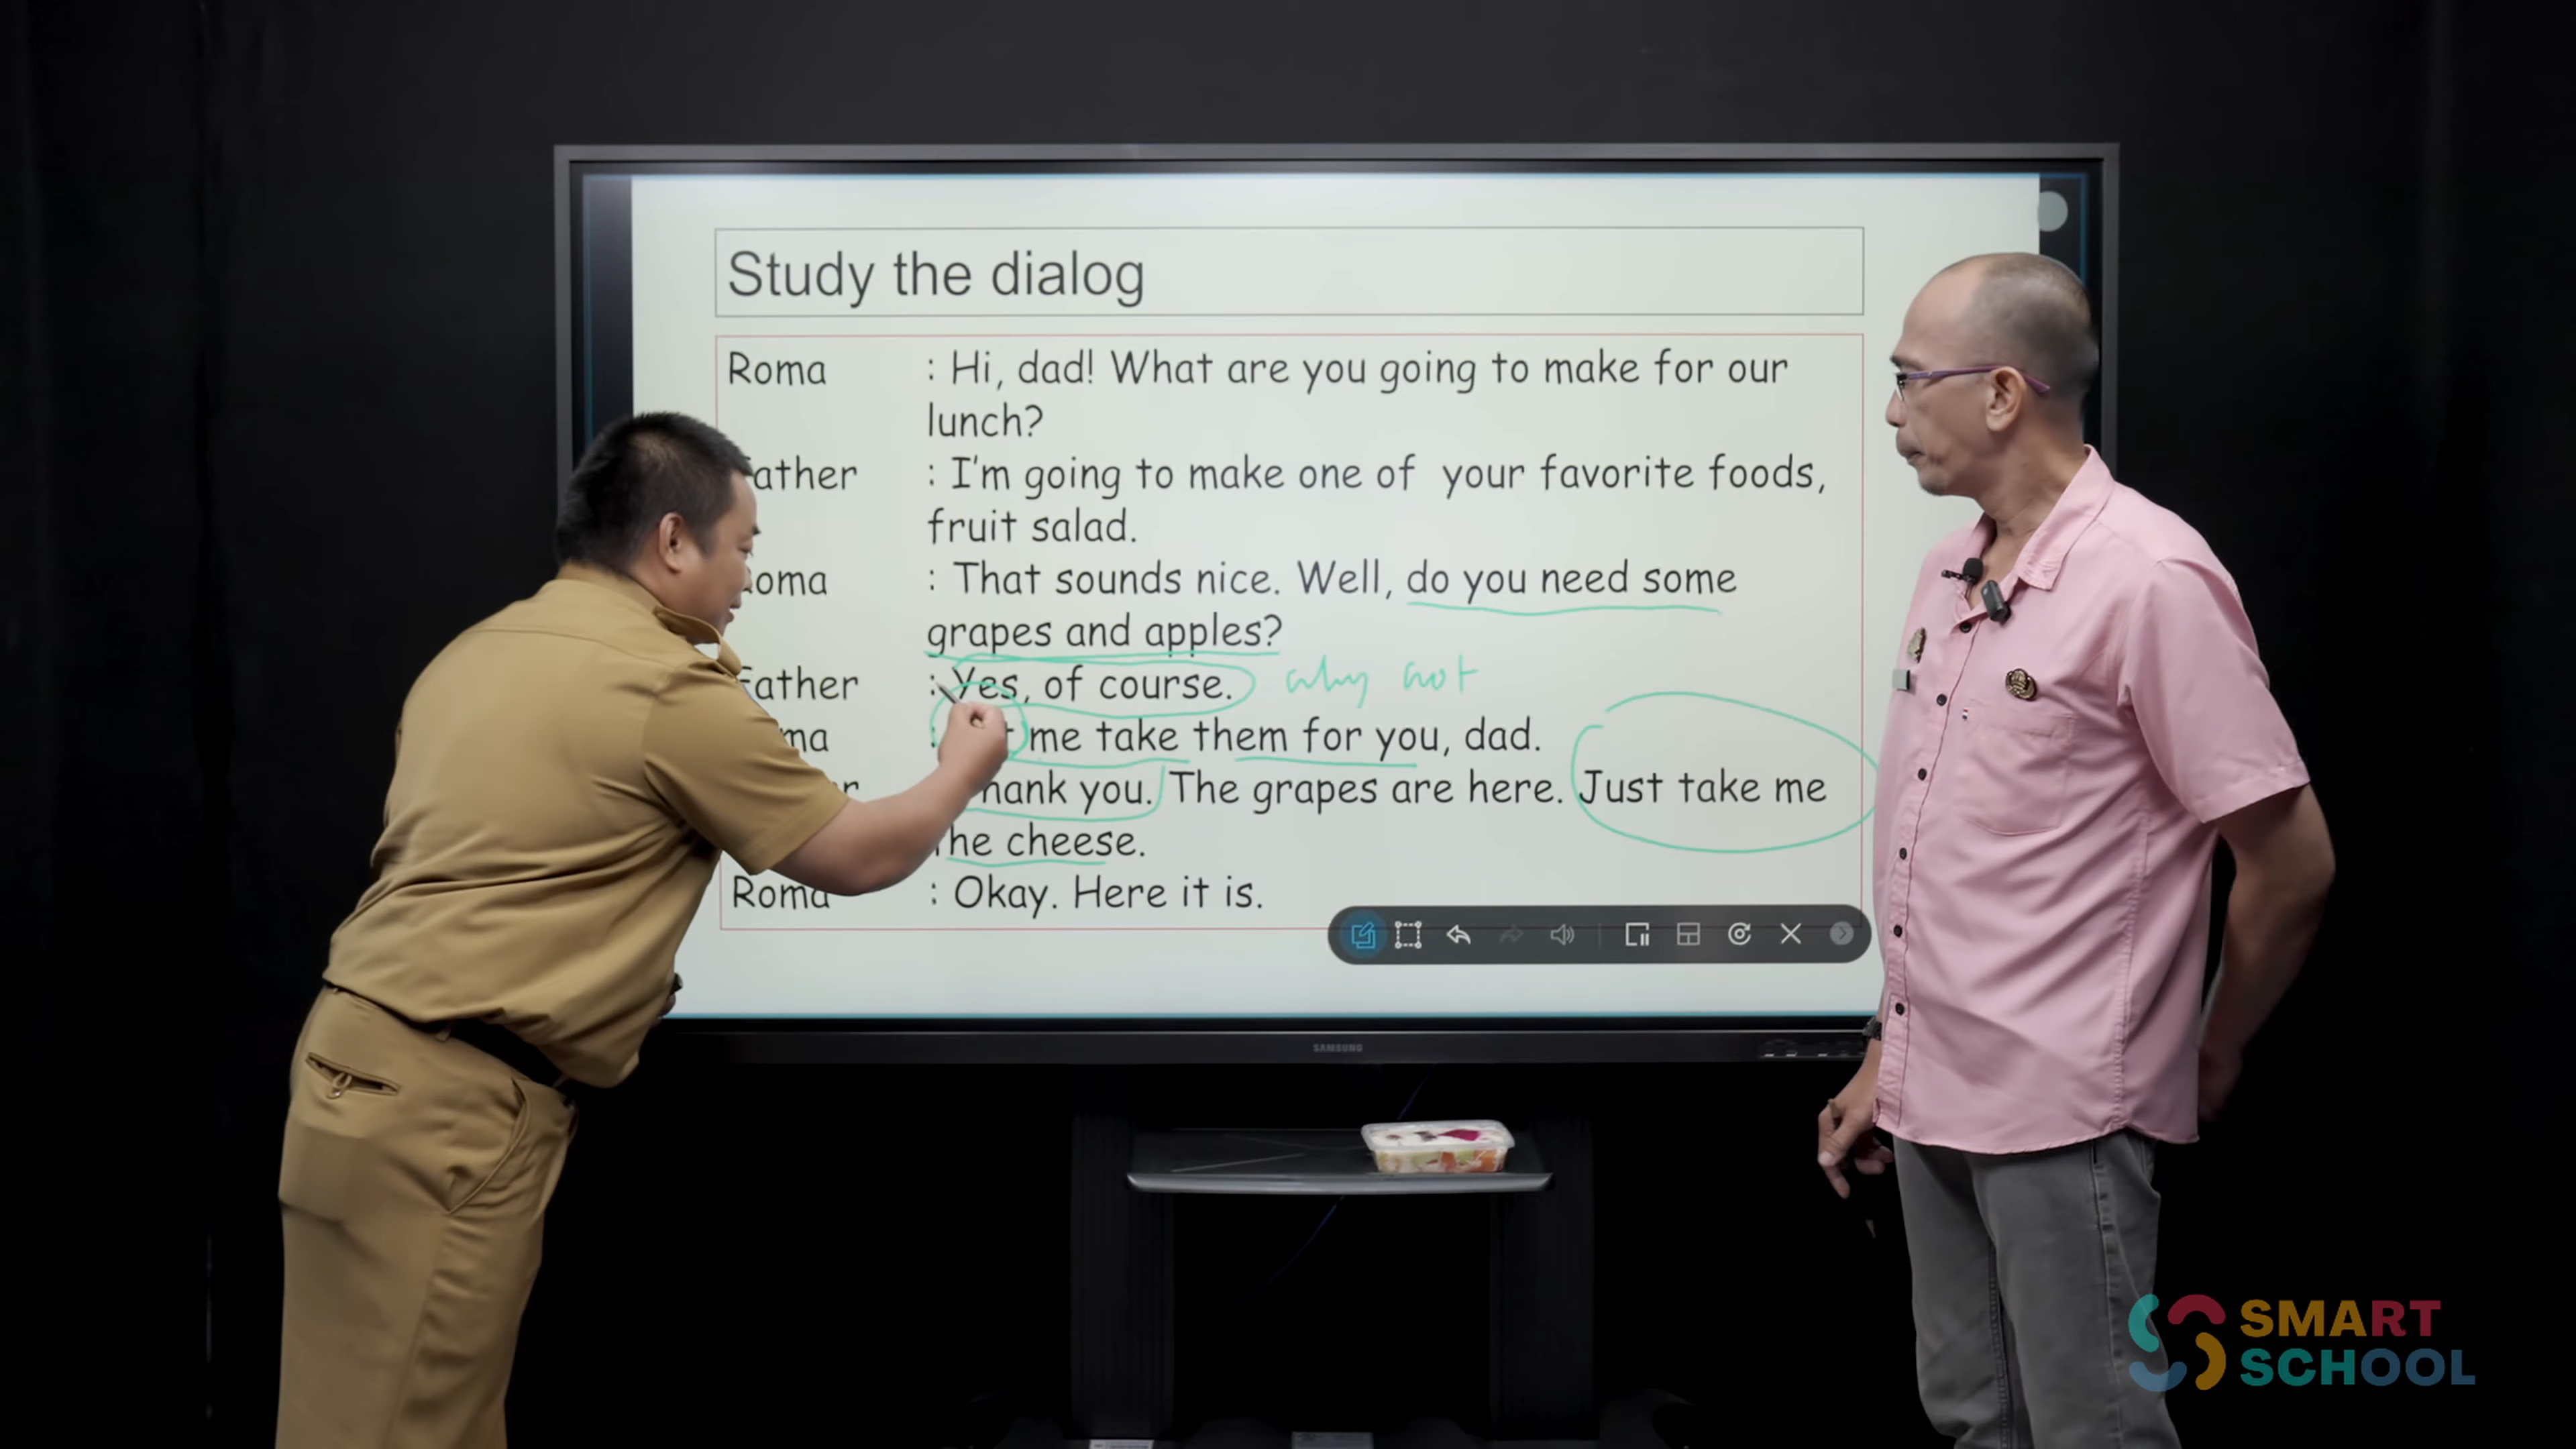 Study the dialog
Roma : Hi, dad! What are you going to make for our
lunch?
ather : I'm going to make one of your favorite foods,
fruit salad.
oma : That sounds nice. Well, do you need some
grapes and apples?
ather : Yes, of course. why not
ma : me take them for you, dad.
hank you. The grapes are here. Just take me
he cheese.
Roma : Okay. Here it is.
SAMSUNG
SMART
SCHOOL